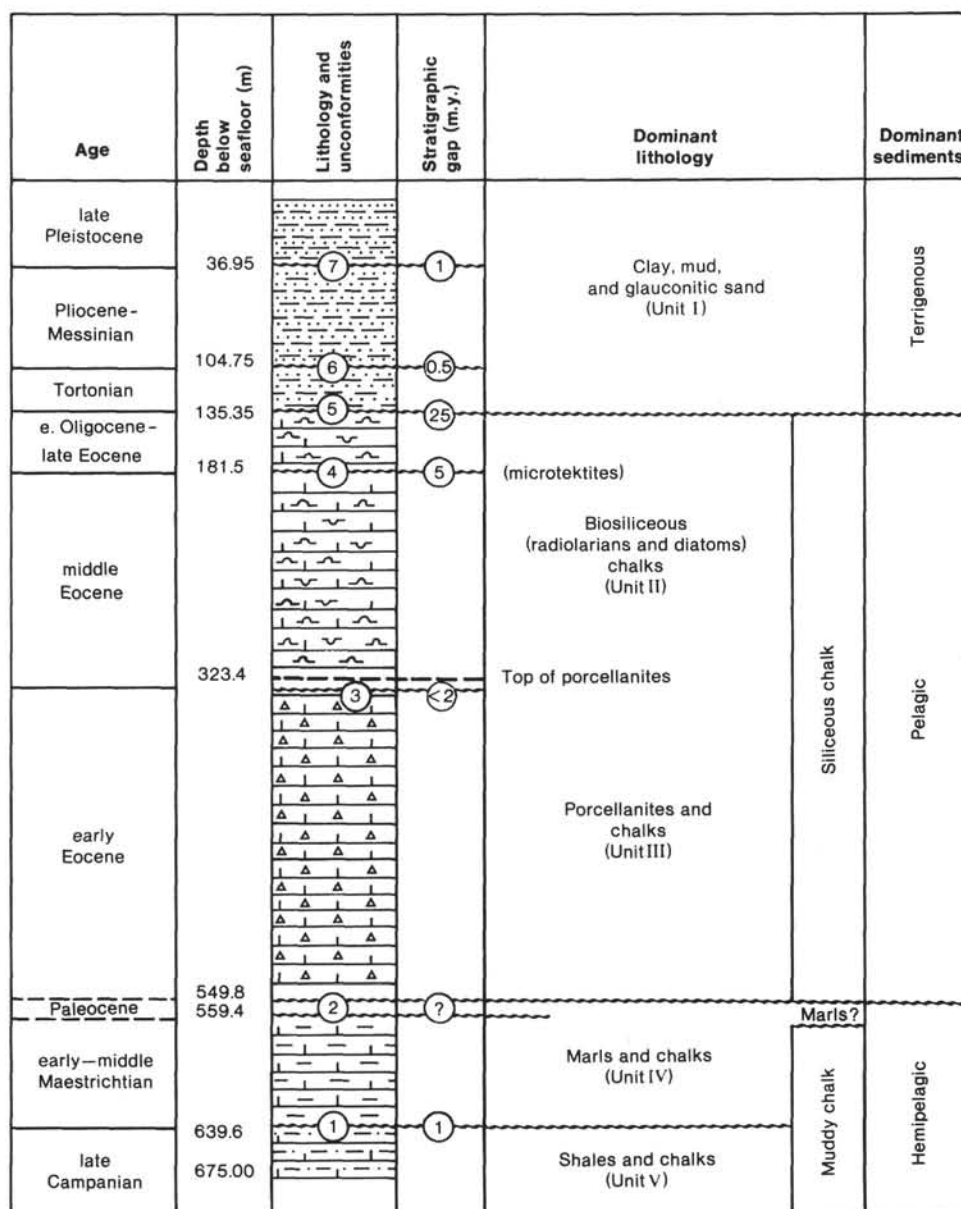 Age
Depth
below
seafloor (m)
Lithology and
unconformities
Stratigraphic
gap (m.y.)
Dominant
lithology
Dominant
sediments
late
Pleistocene
36.95
7
1
Clay, mud,
and glauconitic sand
(Unit I)
Terrigenous
Pliocene-
Messinian
104.75
6
0.5
Tortonian
135.35
5
25
e. Oligocene-
late Eocene
181.5
4
5
(microtektites)
middle
Eocene
Biosiliceous
(radiolarians and diatoms)
chalks
(Unit II)
323.4
Top of porcellanites
3
<2
Siliceous chalk
Pelagic
early
Eocene
Porcellanites and
chalks
(Unit III)
549.8
Paleocene
559.4
2
?
Marls?
early—middle
Maestrichtian
Marls and chalks
(Unit IV)
639.6
1
1
Muddy chalk
Hemipelagic
late
Campanian
675.00
Shales and chalks
(Unit V)